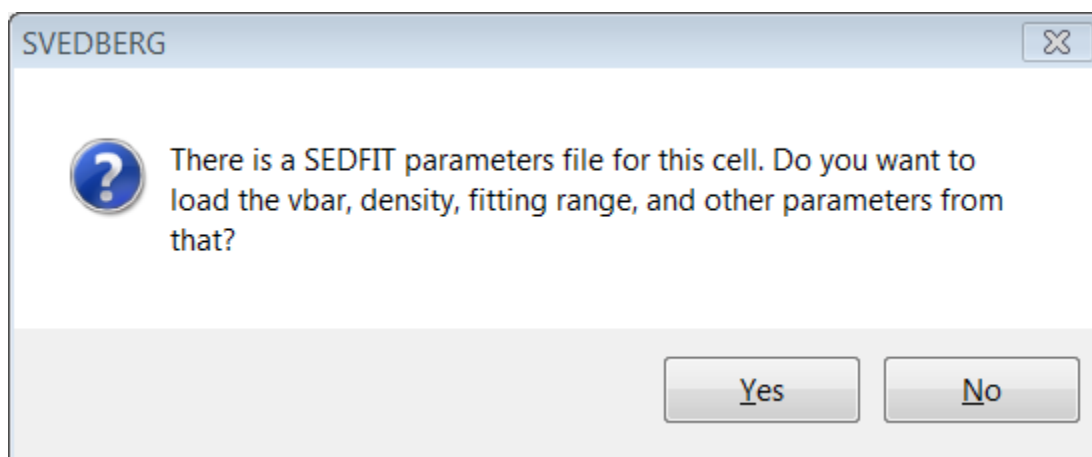 SVEDBERG
There is a SEDFIT parameters file for this cell. Do you want to
load the vbar, density, fitting range, and other parameters from
that?
Yes
No